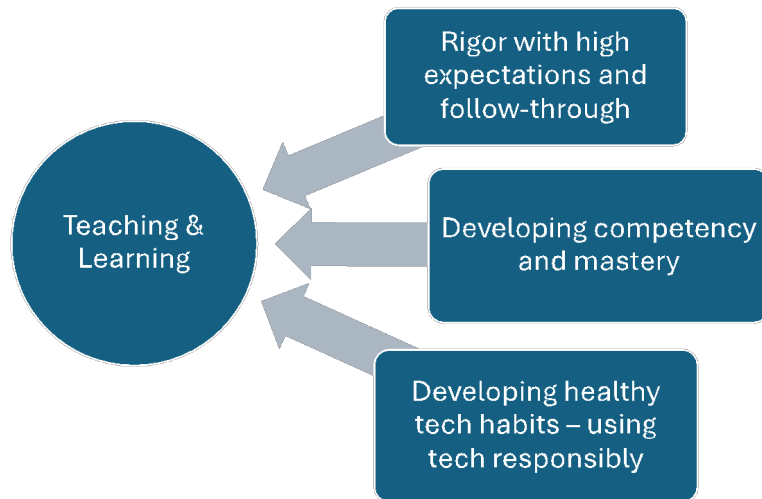 Rigor with high
expectations and
follow-through
Teaching &
Learning
Developing competency
and mastery
Developing healthy
tech habits – using
tech responsibly